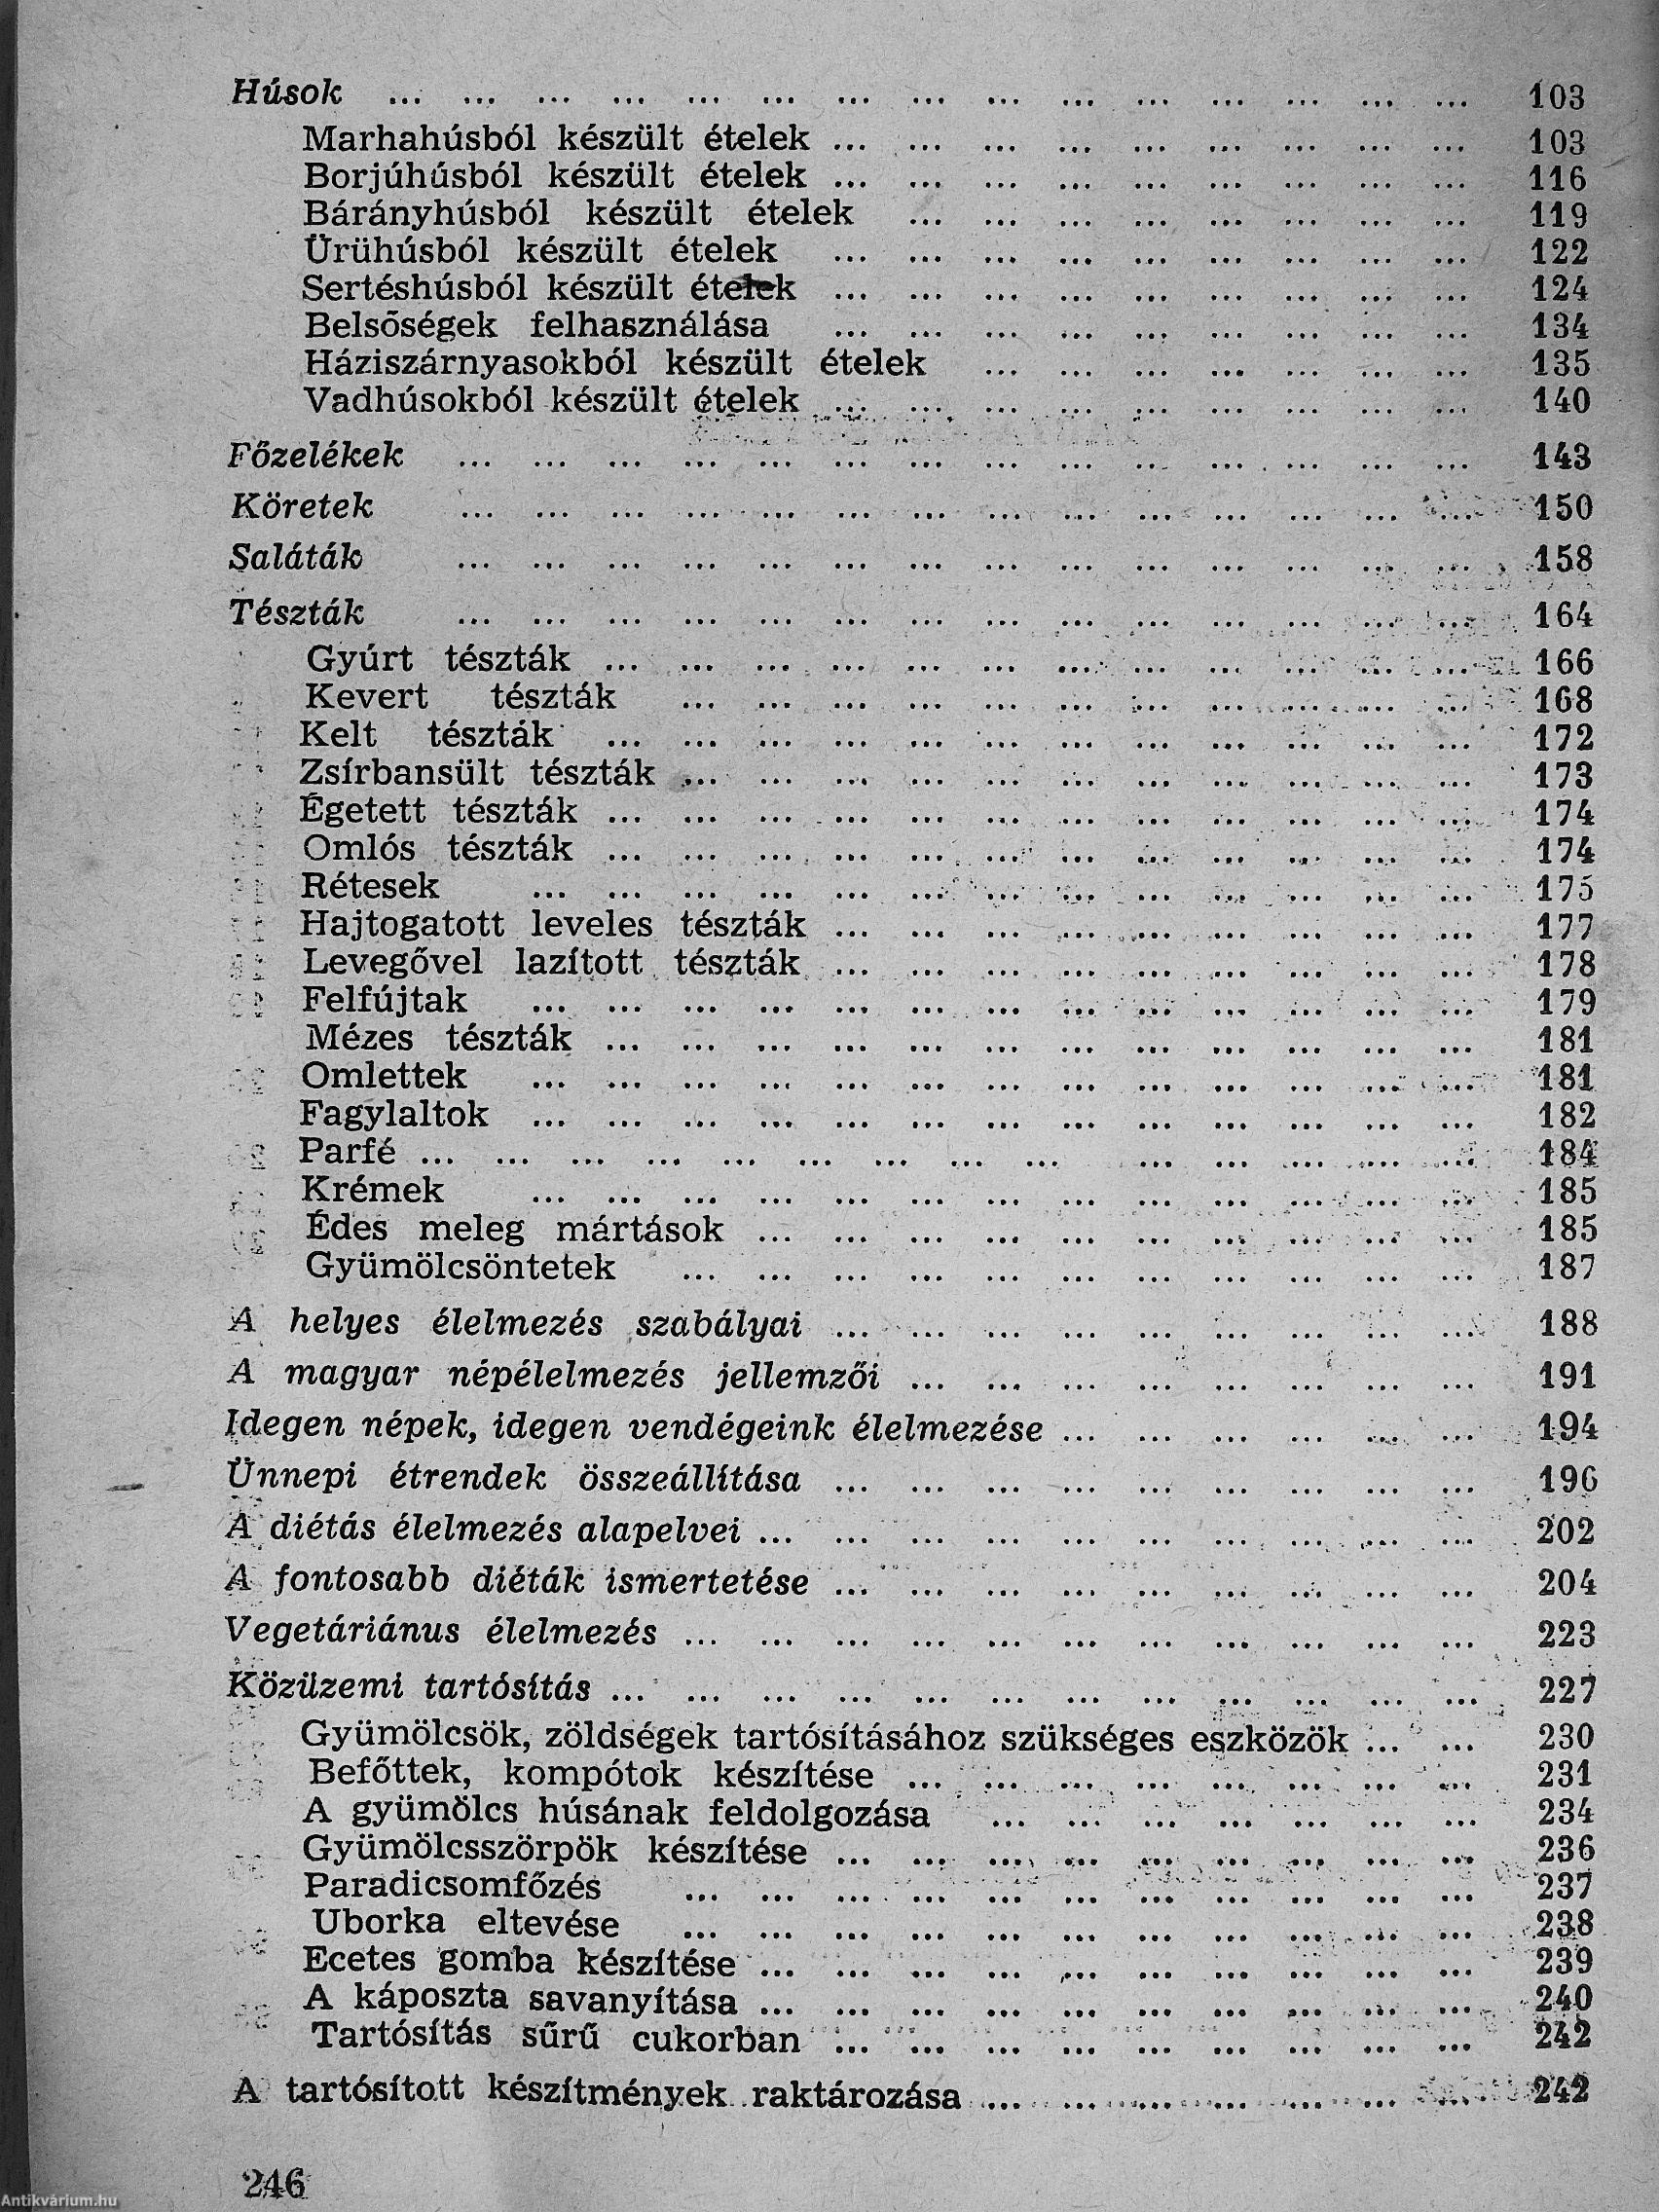 Húsok ... ... ... ... ... ... ... ... ... ... ... ... ... ... ... 103
Marhahúsból készült ételek ... ... ... ... ... ... ... ... ... 103
Borjúhúsból készült ételek ... ... ... ... ... ... ... ... ... 116
Bárányhúsból készült ételek ... ... ... ... ... ... ... ... 119
Ürühúsból készült ételek ... ... ... ... ... ... ... ... ... 122
Sertéshúsból készült ételek ... ... ... ... ... ... ... ... ... 124
Belsőségek felhasználása ... ... ... ... ... ... ... ... ... 134
Háziszárnyasokból készült ételek ... ... ... ... ... ... ... 135
Vadhúsokból készült ételek ... ... ... ... ... ... ... ... ... 140
Főzelékek ... ... ... ... ... ... ... ... ... ... ... ... ... ... 143
Köretek ... ... ... ... ... ... ... ... ... ... ... ... ... ... 150
Saláták ... ... ... ... ... ... ... ... ... ... ... ... ... ... 158
Tészták ... ... ... ... ... ... ... ... ... ... ... ... ... ... 164
Gyúrt tészták ... ... ... ... ... ... ... ... ... ... ... ... 166
Kevert tészták ... ... ... ... ... ... ... ... ... ... ... 168
Kelt tészták ... ... ... ... ... ... ... ... ... ... ... ... 172
Zsírbansült tészták ... ... ... ... ... ... ... ... ... ... ... 173
Égetett tészták ... ... ... ... ... ... ... ... ... ... ... ... 174
Omlós tészták ... ... ... ... ... ... ... ... ... ... ... ... 174
Rétesek ... ... ... ... ... ... ... ... ... ... ... ... ... 175
Hajtogatott leveles tészták ... ... ... ... ... ... ... ... ... 177
Levegővel lazított tészták ... ... ... ... ... ... ... ... ... 178
Felfújtak ... ... ... ... ... ... ... ... ... ... ... ... ... 179
Mézes tészták ... ... ... ... ... ... ... ... ... ... ... ... 181
Omlettek ... ... ... ... ... ... ... ... ... ... ... ... ... 181
Fagylaltok ... ... ... ... ... ... ... ... ... ... ... ... ... 182
Parfé ... ... ... ... ... ... ... ... ... ... ... ... ... ... 184
Krémek ... ... ... ... ... ... ... ... ... ... ... ... ... 185
Édes meleg mártások ... ... ... ... ... ... ... ... ... ... 185
Gyümölcsöntetek ... ... ... ... ... ... ... ... ... ... ... 187
A helyes élelmezés szabályai ... ... ... ... ... ... ... ... ... 188
A magyar népélelmezés jellemzői ... ... ... ... ... ... ... ... 191
Idegen népek, idegen vendégeink élelmezése ... ... ... ... ... ... 194
Ünnepi étrendek összeállítása ... ... ... ... ... ... ... ... ... 196
A diétás élelmezés alapelvei ... ... ... ... ... ... ... ... ... ... 202
A fontosabb diéták ismertetése ... ... ... ... ... ... ... ... ... 204
Vegetáriánus élelmezés ... ... ... ... ... ... ... ... ... ... ... 223
Közüzemi tartósítás ... ... ... ... ... ... ... ... ... ... ... ... 227
Gyümölcsök, zöldségek tartósításához szükséges eszközök ... ... 230
Befőttek, kompótok készítése ... ... ... ... ... ... ... ... 231
A gyümölcs húsának feldolgozása ... ... ... ... ... ... ... 234
Gyümölcsszörpök készítése ... ... ... ... ... ... ... ... ... 236
Paradicsomfőzés ... ... ... ... ... ... ... ... ... ... ... 237
Uborka eltevése ... ... ... ... ... ... ... ... ... ... ... 238
Ecetes gomba készítése ... ... ... ... ... ... ... ... ... ... 239
A káposzta savanyítása ... ... ... ... ... ... ... ... ... ... 240
Tartósítás sűrű cukorban ... ... ... ... ... ... ... ... ... 242
A tartósított készítmények raktározása ... ... ... ... ... ... ... 242
246
Antikvárium.hu